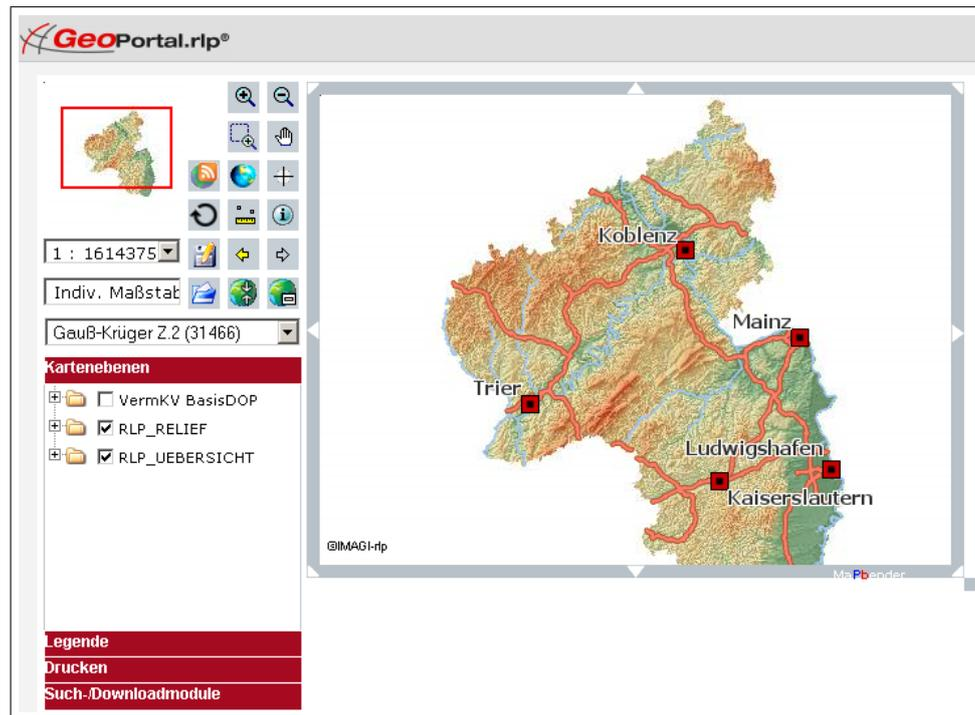 GeoPortal.rlp®
1 : 1614375
Indiv. Maßstab
Gauß-Krüger Z.2 (31466)
Kartenebenen
VermKV BasisDOP
RLP_RELIEF
RLP_UEBERSICHT
Legende
Drucken
Such-/Downloadmodule
Koblenz
Mainz
Trier
Ludwigshafen
Kaiserslautern
©IMAGI-rlp
MaPbender